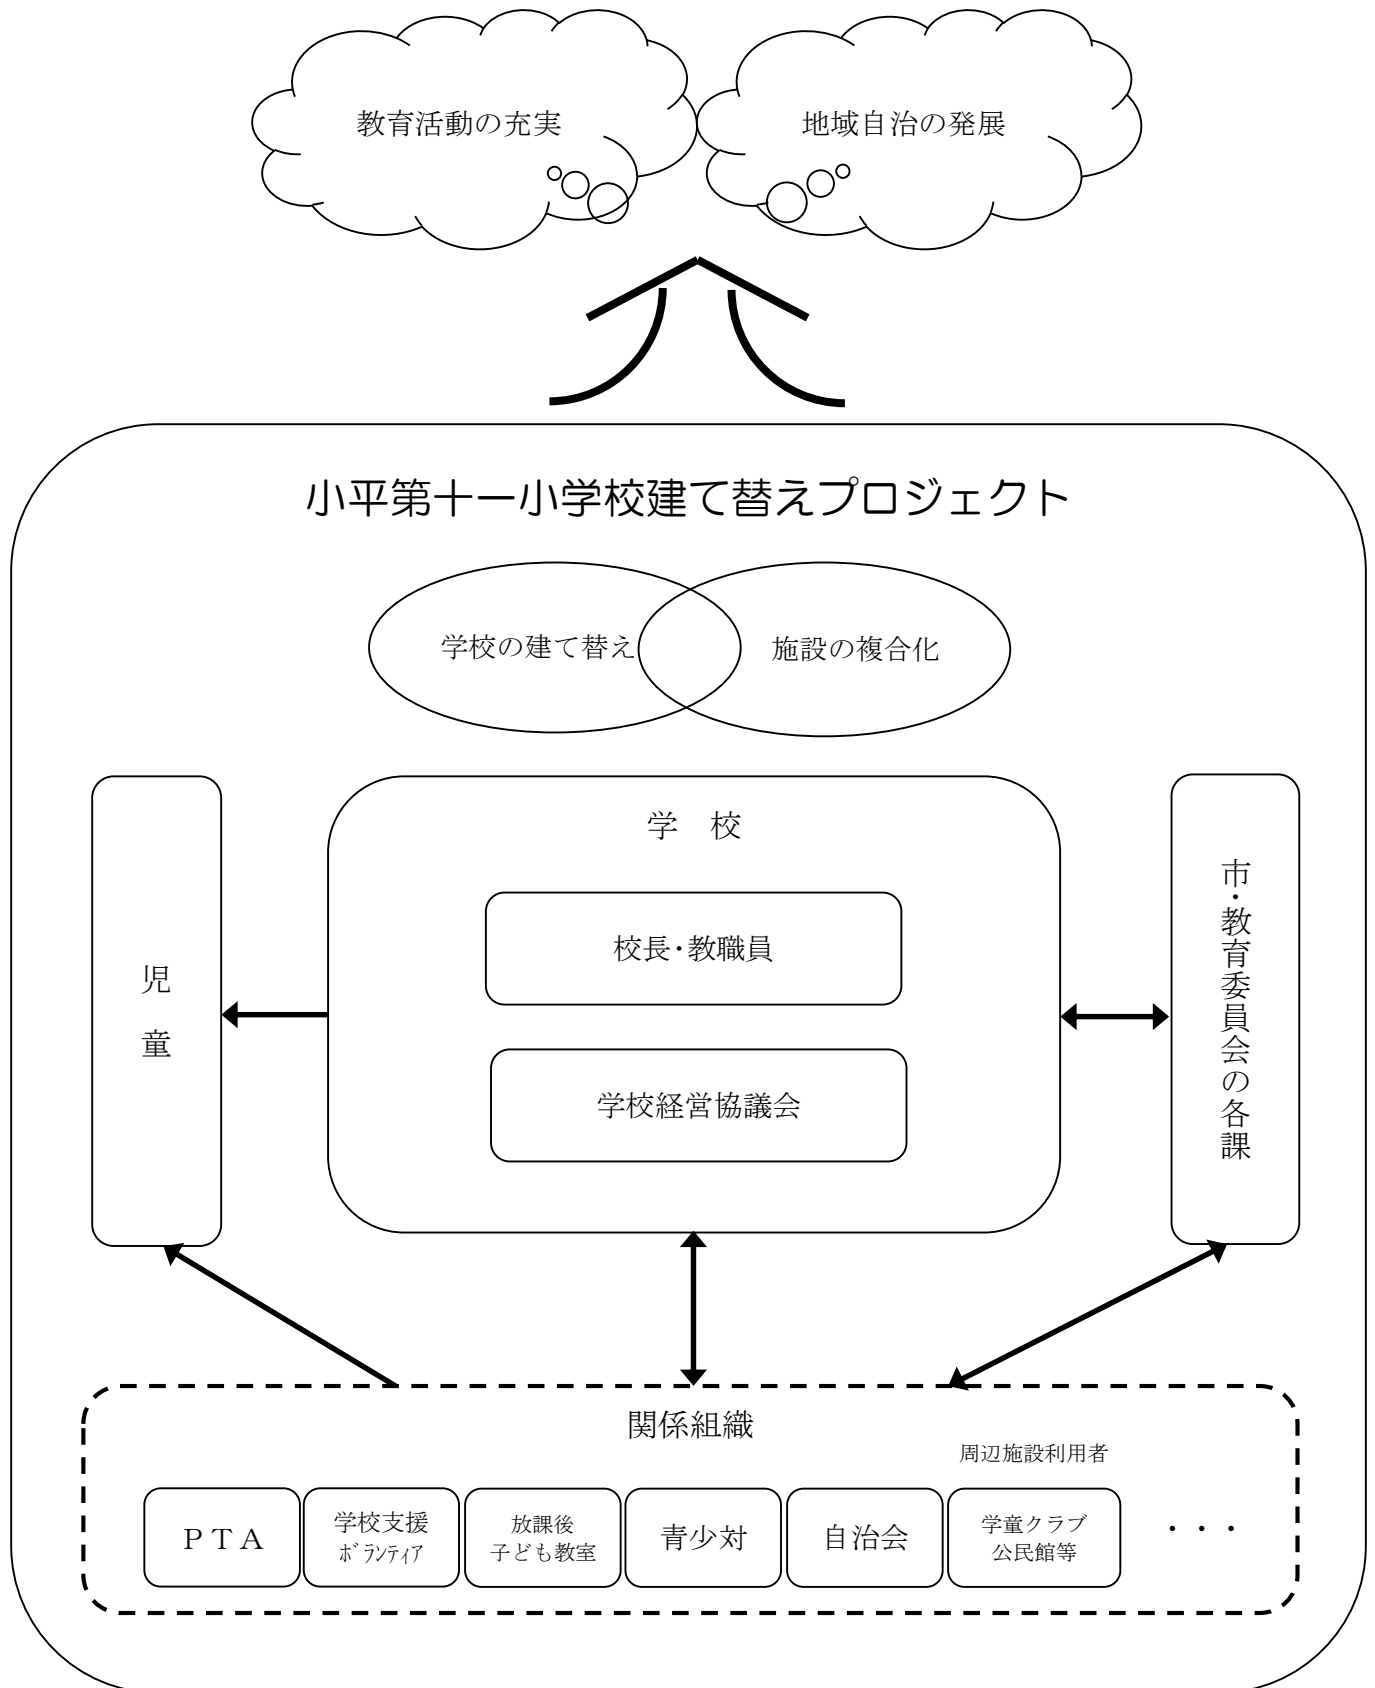 教育活動の充実
地域自治の発展
小平第十一小学校建て替えプロジェクト
学校の建て替え
施設の複合化
学　校
児童
校長・教職員
学校経営協議会
市・教育委員会の各課
関係組織
周辺施設利用者
ＰＴＡ
学校支援
ﾎﾞﾗﾝﾃｨｱ
放課後
子ども教室
青少対
自治会
学童クラブ
公民館等
・・・